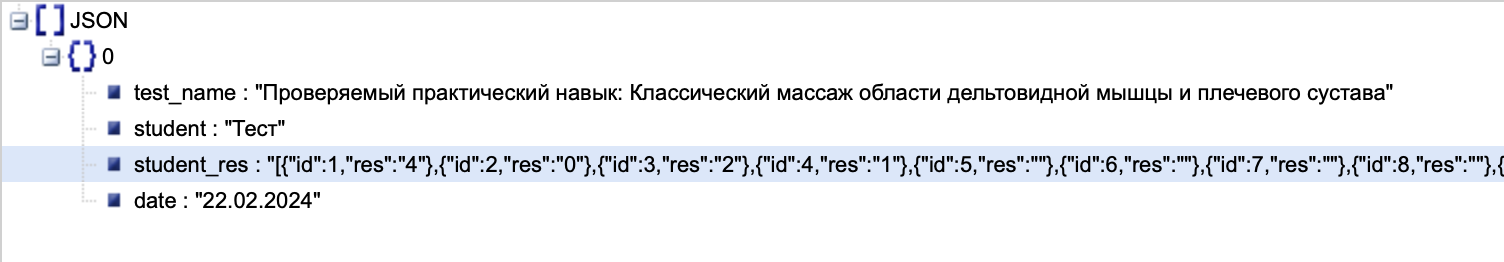 JSON
0
test_name : "Проверяемый практический навык: Классический массаж области дельтовидной мышцы и плечевого сустава"
student : "Тест"
student_res : "[{"id":1,"res":"4"},{"id":2,"res":"0"},{"id":3,"res":"2"},{"id":4,"res":"1"},{"id":5,"res":""},{"id":6,"res":""},{"id":7,"res":""},{"id":8,"res":""},{
date : "22.02.2024"